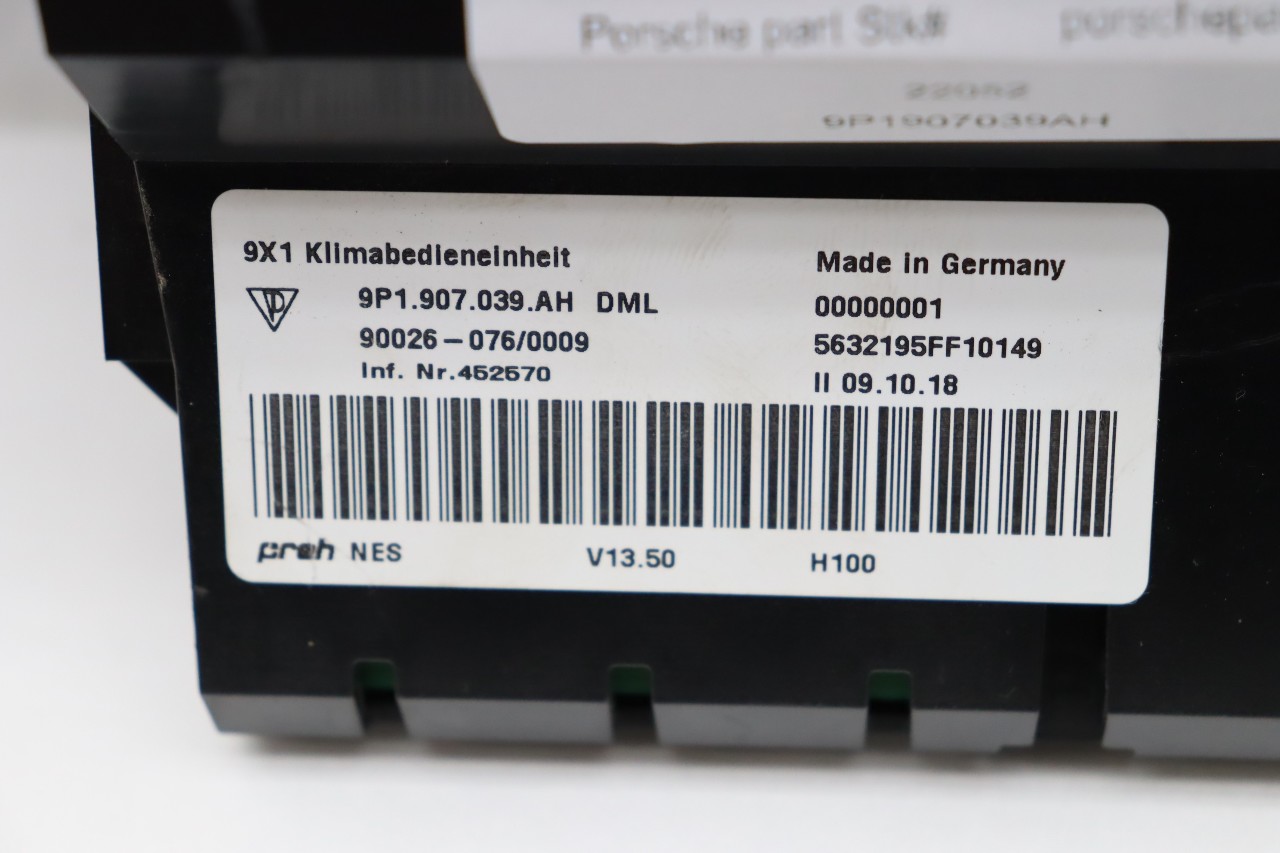 Porsche part Stk#
22082
9P1907039AH
9X1 Klimabedieneinheit
Made in Germany
9P1.907.039.AH DML
00000001
90026-076/0009
5632195FF10149
Inf. Nr.452570
II 09.10.18
preh NES
V13.50
H100